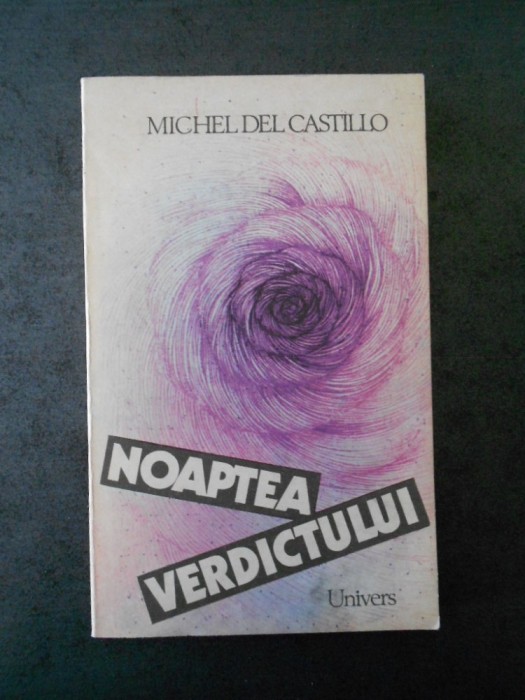 MICHEL DEL CASTILLO
NOAPTEA
VERDICTULUI
Univers